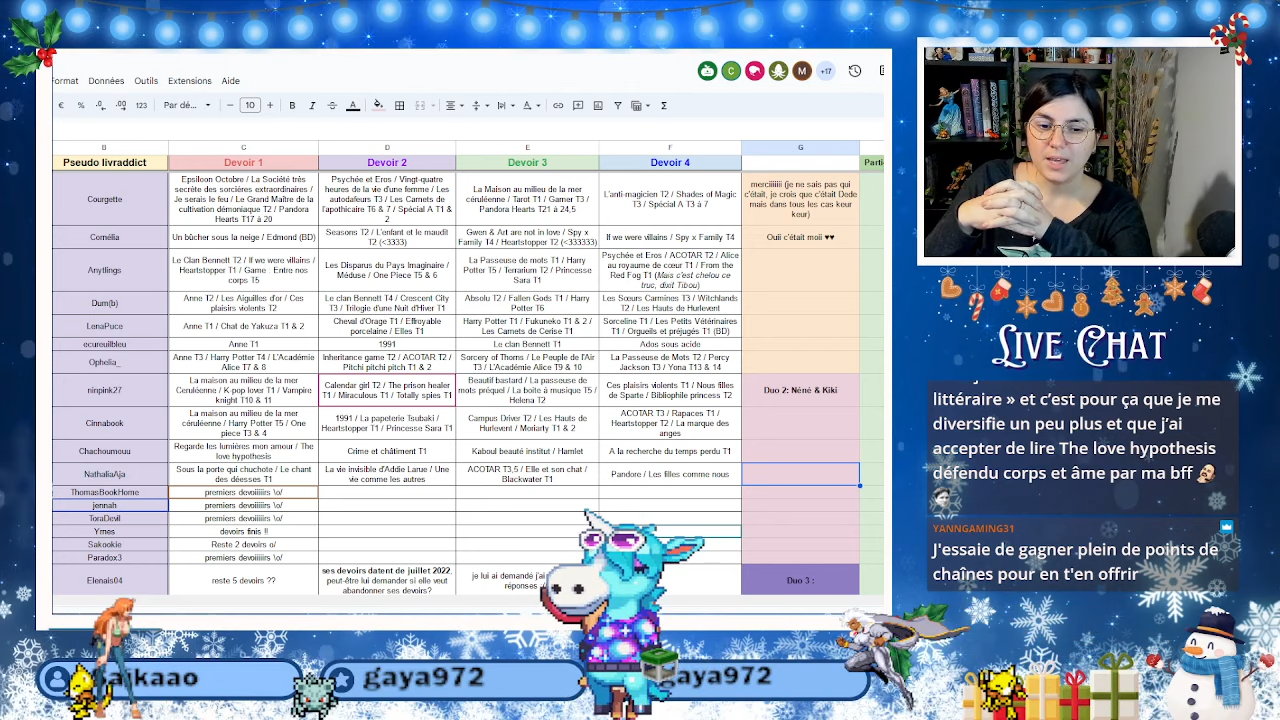 ormat Données Outils Extensions Aide
C M +17
€ % .0 .00 123 Par dé... − 10 + B I A Σ
B C D E F G
Pseudo livraddict Devoir 1 Devoir 2 Devoir 3 Devoir 4 Parti
Courgette
Epsiloon Octobre / La Société très
secrète des sorcières extraordinaires /
Je serais le feu / Le Grand Maître de la
cultivation démoniaque T2 / Pandora
Hearts T17 à 20
Psychée et Eros / Vingt-quatre
heures de la vie d'une femme / Les
autodafeurs T3 / Les Carnets de
l'apothicaire T6 & 7 / Spécial A T1 &
2
La Maison au milieu de la mer
céruléenne / Tarot T1 / Gamer T3 /
Pandora Hearts T21 à 24,5
L'anti-magicien T2 / Shades of Magic
T3 / Spécial A T3 à 7
merciiiiiii (je ne sais pas qui
c'était, je crois que c'était Dede
mais dans tous les cas keur
keur)
Cornélia
Un bûcher sous la neige / Edmond (BD)
Seasons T2 / L'enfant et le maudit
T2 (<3333)
Gwen & Art are not in love / Spy x
Family T4 / Heartstopper T2 (<333333)
If we were villains / Spy x Family T4
Ouii c'était moii ♥♥
Anytlings
Le Clan Bennett T2 / If we were villains /
Heartstopper T1 / Game : Entre nos
corps T5
Les Disparus du Pays Imaginaire /
Méduse / One Piece T5 & 6
La Passeuse de mots T1 / Harry
Potter T5 / Terrarium T2 / Princesse
Sara T1
Psychée et Eros / ACOTAR T2 / Alice
au royaume de cœur T1 / From the
Red Fog T1 (Mais c'est chelou ce
truc, dixit Tibou)
Dum(b)
Anne T2 / Les Aiguilles d'or / Ces
plaisirs violents T2
Le clan Bennett T4 / Crescent City
T3 / Trilogie d'une Nuit d'Hiver T1
Absolu T2 / Fallen Gods T1 / Harry
Potter T6
Les Sœurs Carmines T3 / Witchlands
T2 / Les Hauts de Hurlevent
LenaPuce
Anne T1 / Chat de Yakuza T1 & 2
Cheval d'Orage T1 / Effroyable
porcelaine / Elles T1
Harry Potter T1 / Fukuneko T1 & 2 /
Les Carnets de Cerise T1
Sorceline T1 / Les Petits Vétérinaires
T1 / Orgueils et préjugés T1 (BD)
ecureuilbleu Anne T1 1991 Le clan Bennett T1 Ados sous acide
Ophelia_
Anne T3 / Harry Potter T4 / L'Académie
Alice T7 & 8
Inheritance game T2 / ACOTAR T2 /
Pitchi pitchi pitch T1 & 2
Sorcery of Thorns / Le Peuple de l'Air
T3 / L'Académie Alice T9 & 10
La Passeuse de Mots T2 / Percy
Jackson T3 / Yona T13 & 14
ninpink27
La maison au milieu de la mer
Ceruléenne / K-pop lover T1 / Vampire
knight T10 & 11
Calendar girl T2 / The prison healer
T1 / Miraculous T1 / Totally spies T1
Beautif bastard / La passeuse de
mots préquel / La boîte à musique T5 /
Helena T2
Ces plaisirs violents T1 / Nous filles
de Sparte / Bibliophile princess T2
Duo 2: Néné & Kiki
Cinnabook
La maison au milieu de la mer
céruléenne / Harry Potter T5 / One
piece T3 & 4
1991 / La papeterie Tsubaki /
Heartstopper T1 / Princesse Sara T1
Campus Driver T2 / Les Hauts de
Hurlevent / Moriarty T1 & 2
ACOTAR T3 / Rapaces T1 /
Heartstopper T2 / La marque des
anges
Chachoumouu
Regarde les lumières mon amour / The
love hypothesis
Crime et châtiment T1
Kaboul beauté institut / Hamlet
A la recherche du temps perdu T1
NathaliaAja
Sous la porte qui chuchote / Le chant
des déesses T1
La vie invisible d'Addie Larue / Une
vie comme les autres
ACOTAR T3,5 / Elle et son chat /
Blackwater T1
Pandore / Les filles comme nous
ThomasBookHome premiers devoiiiiirs \o/
jennah premiers devoiiiiirs \o/
ToraDevil premiers devoiiiiirs \o/
Ymes devoirs finis !!
Sakookie Reste 2 devoirs o/
Paradox3 premiers devoiiiiirs \o/
Elenais04
reste 5 devoirs ??
ses devoirs datent de juillet 2022,
peut-être lui demander si elle veut
abandonner ses devoirs?
je lui ai demandé j'ai
réponses
Duo 3 :
Live Chat
littéraire » et c’est pour ça que je me
diversifie un peu plus et que j’ai
accepter de lire The love hypothesis
défendu corps et âme par ma bff
YANNGAMING31
J'essaie de gagner plein de points de
chaînes pour en t'en offrir
gaya972
gaya972